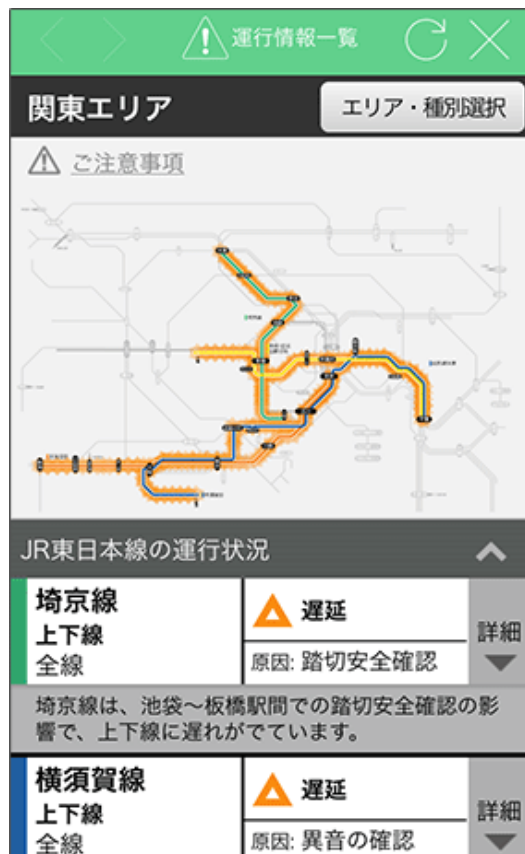 運行情報一覧
関東エリア
エリア・種別選択
ご注意事項
JR東日本線の運行状況
埼京線
上下線
全線
遅延
原因: 踏切安全確認
詳細
埼京線は、池袋〜板橋駅間での踏切安全確認の影
響で、上下線に遅れがでています。
横須賀線
上下線
全線
遅延
原因: 異音の確認
詳細